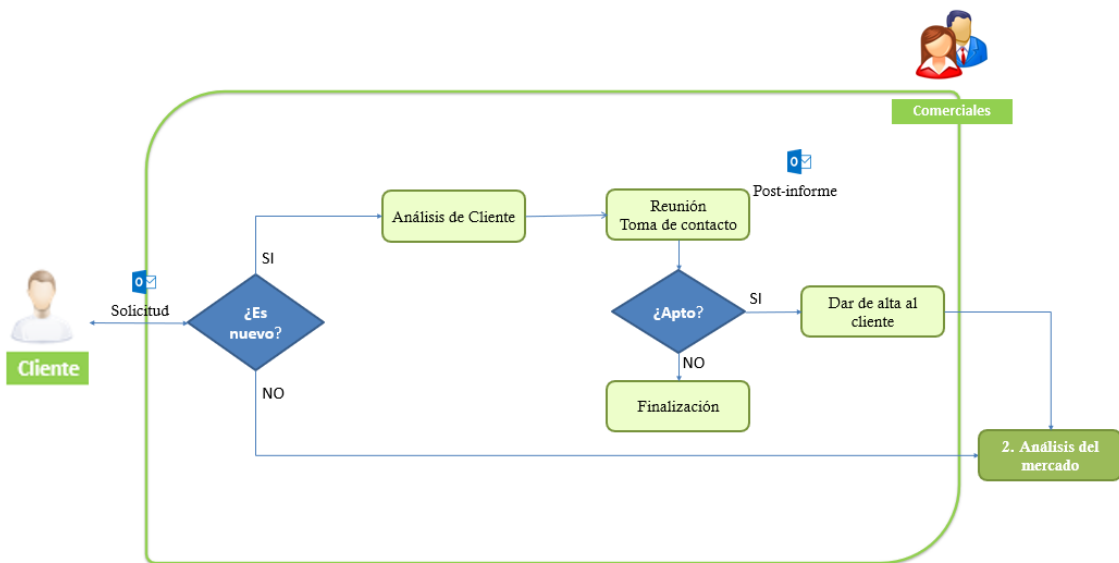 Comerciales
Post-informe
Análisis de Cliente
Reunión
Toma de contacto
SI
Solicitud
¿Es
nuevo?
¿Apto?
SI
Dar de alta al
cliente
Cliente
NO
NO
Finalización
2. Análisis del
mercado